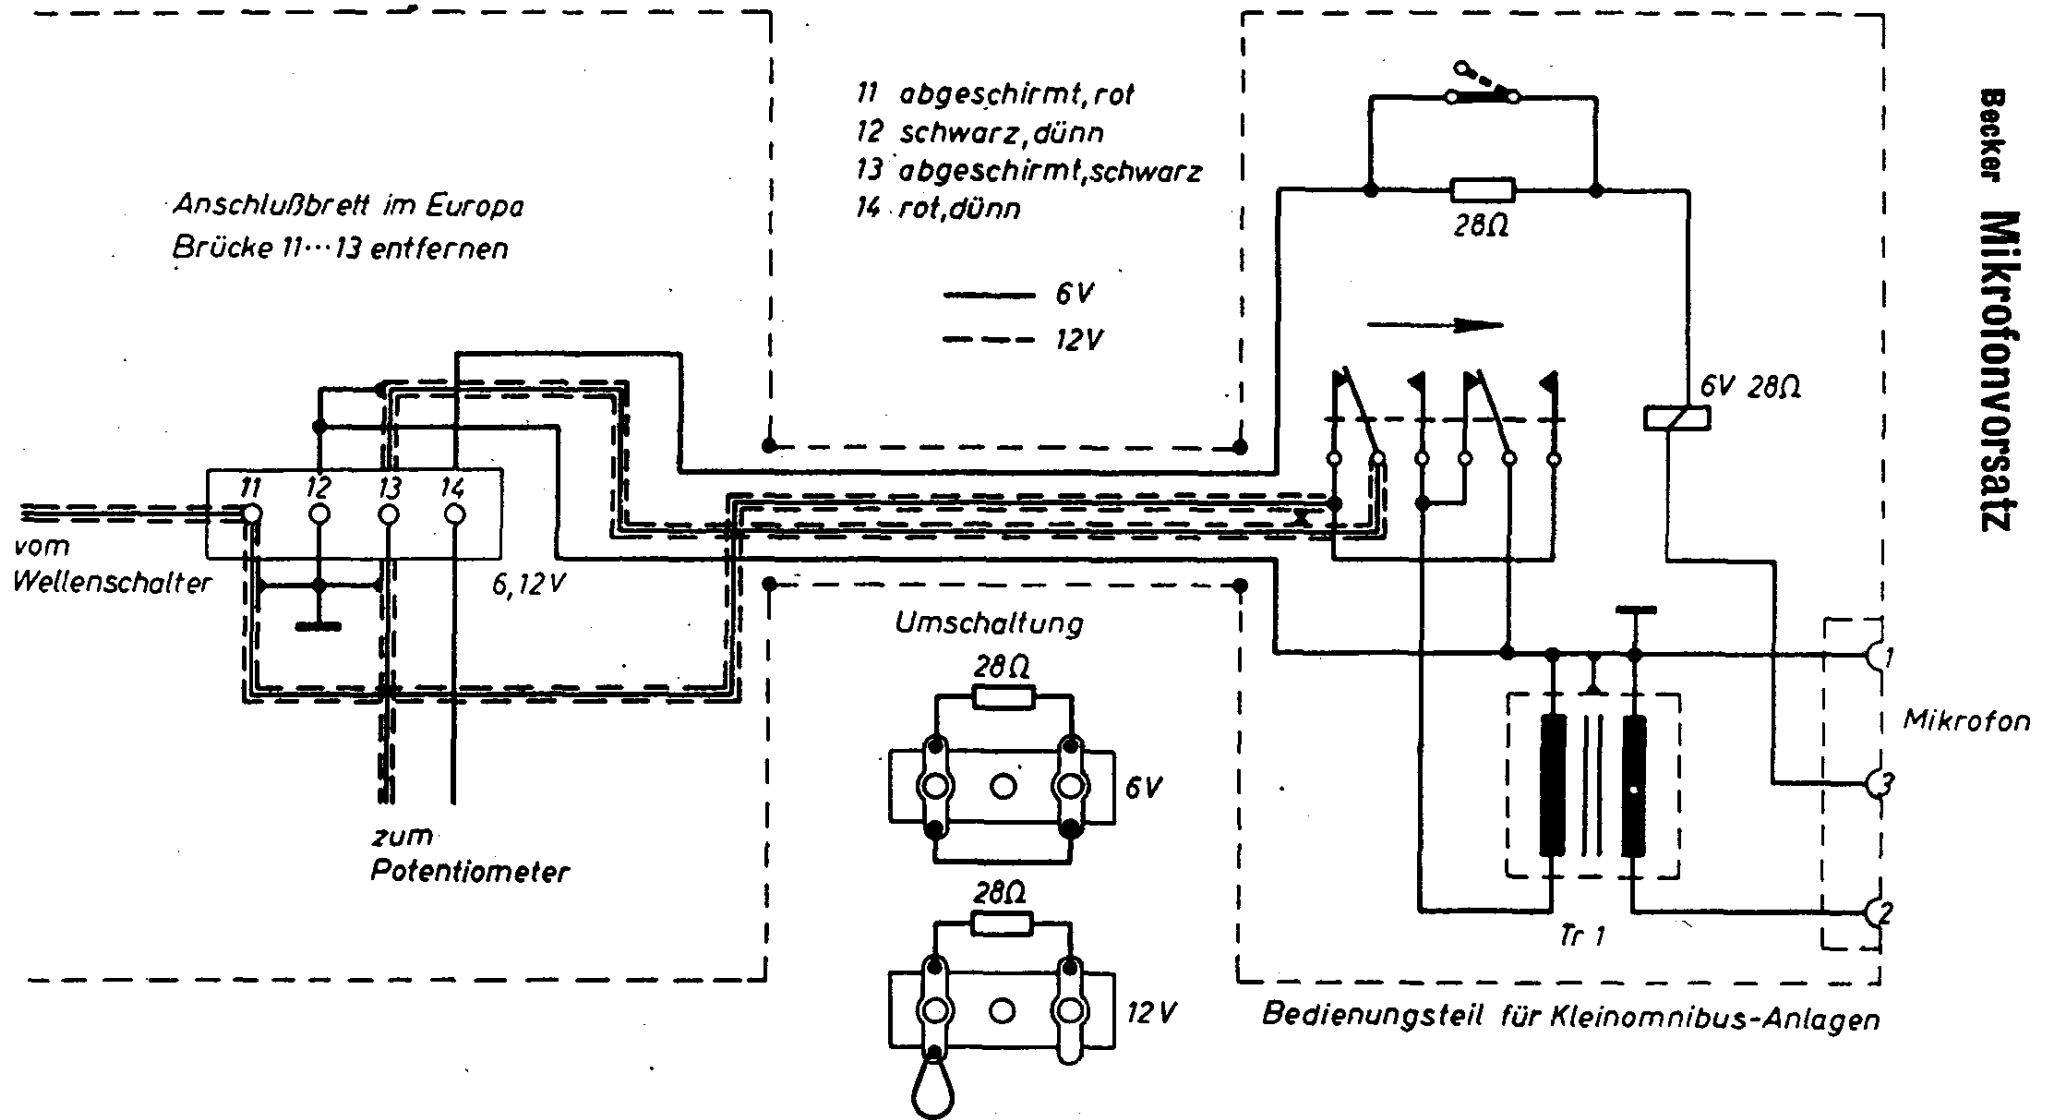 Becker Mikrofonvorsatz
11 abgeschirmt, rot
12 schwarz, dünn
13 abgeschirmt, schwarz
14 rot, dünn
Anschlußbrett im Europa
Brücke 11···13 entfernen
6V
12V
28Ω
6V 28Ω
11 12 13 14
vom
Wellenschalter
6,12V
zum
Potentiometer
Umschaltung
28Ω
6V
28Ω
12V
1
Mikrofon
3
2
Tr 1
Bedienungsteil für Kleinomnibus-Anlagen